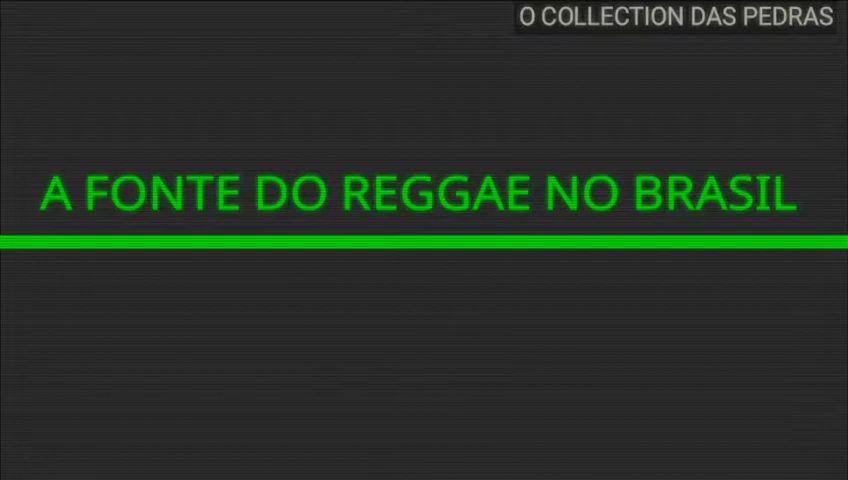 O COLLECTION DAS PEDRAS
A FONTE DO REGGAE NO BRASIL